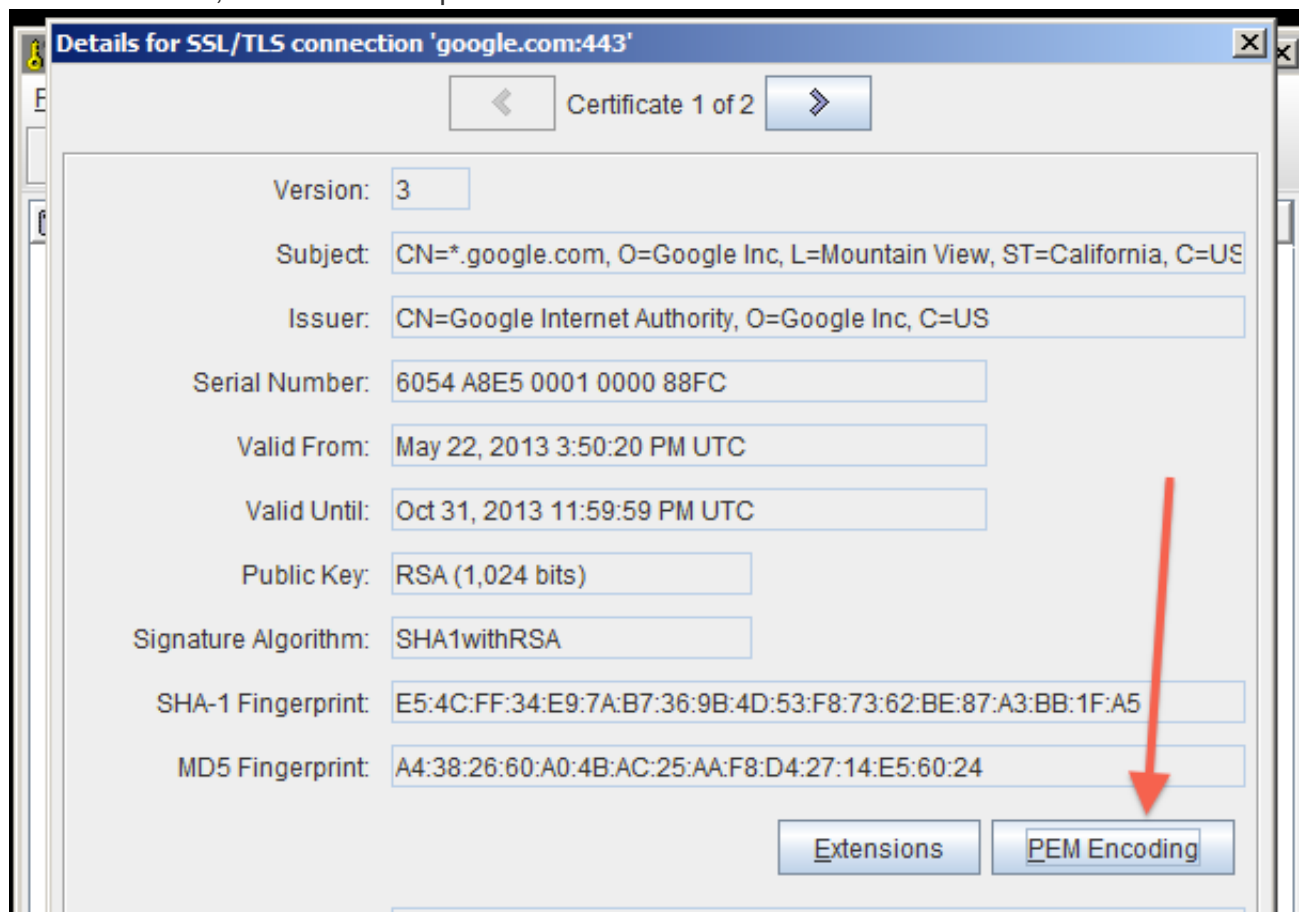 Details for SSL/TLS connection 'google.com:443'
Certificate 1 of 2
Version: 3
Subject: CN=*.google.com, O=Google Inc, L=Mountain View, ST=California, C=US
Issuer: CN=Google Internet Authority, O=Google Inc, C=US
Serial Number: 6054 A8E5 0001 0000 88FC
Valid From: May 22, 2013 3:50:20 PM UTC
Valid Until: Oct 31, 2013 11:59:59 PM UTC
Public Key: RSA (1,024 bits)
Signature Algorithm: SHA1withRSA
SHA-1 Fingerprint: E5:4C:FF:34:E9:7A:B7:36:9B:4D:53:F8:73:62:BE:87:A3:BB:1F:A5
MD5 Fingerprint: A4:38:26:60:A0:4B:AC:25:AA:F8:D4:27:14:E5:60:24
Extensions PEM Encoding